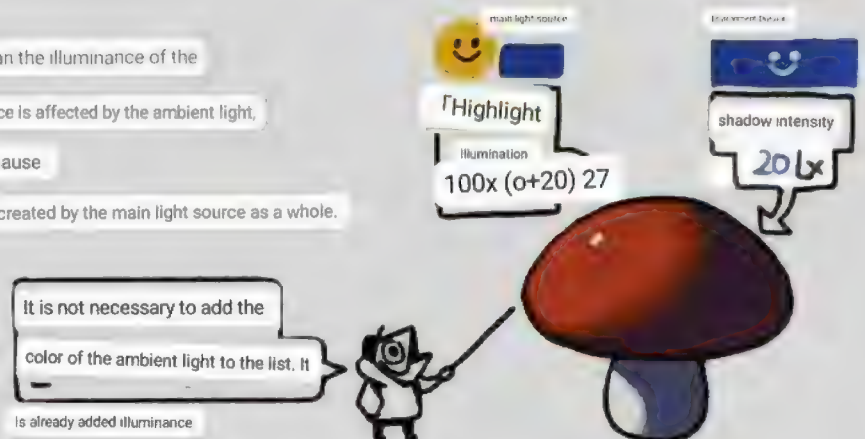 main light source
an the illuminance of the
ce is affected by the ambient light,
ause
created by the main light source as a whole.
「Highlight
Illumination
100x (o+20) 27
shadow intensity
20 lx
It is not necessary to add the
color of the ambient light to the list. It
Is already added illuminance